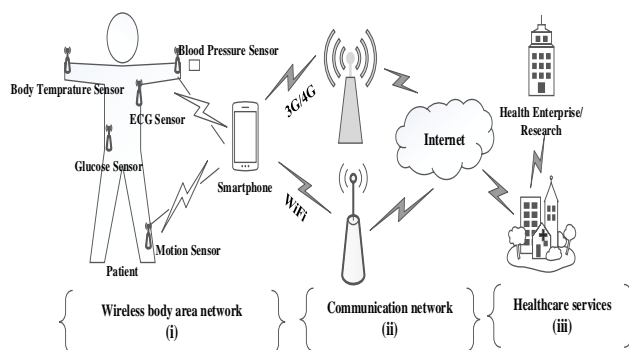 Blood Pressure Sensor
Body Temprature Sensor
ECG Sensor
Glucose Sensor
Motion Sensor
Patient
Smartphone
3G/4G
WiFi
Internet
Health Enterprise/
Research
Wireless body area network
(i)
Communication network
(ii)
Healthcare services
(iii)